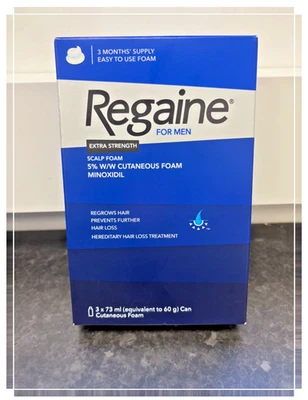 3 MONTHS' SUPPLY
EASY TO USE FOAM
Regaine®
FOR MEN
EXTRA STRENGTH
SCALP FOAM
5% W/W CUTANEOUS FOAM
MINOXIDIL
REGROWS HAIR
PREVENTS FURTHER
HAIR LOSS
HEREDITARY HAIR LOSS TREATMENT
3 x 73 ml (equivalent to 60 g) Can
Cutaneous Foam